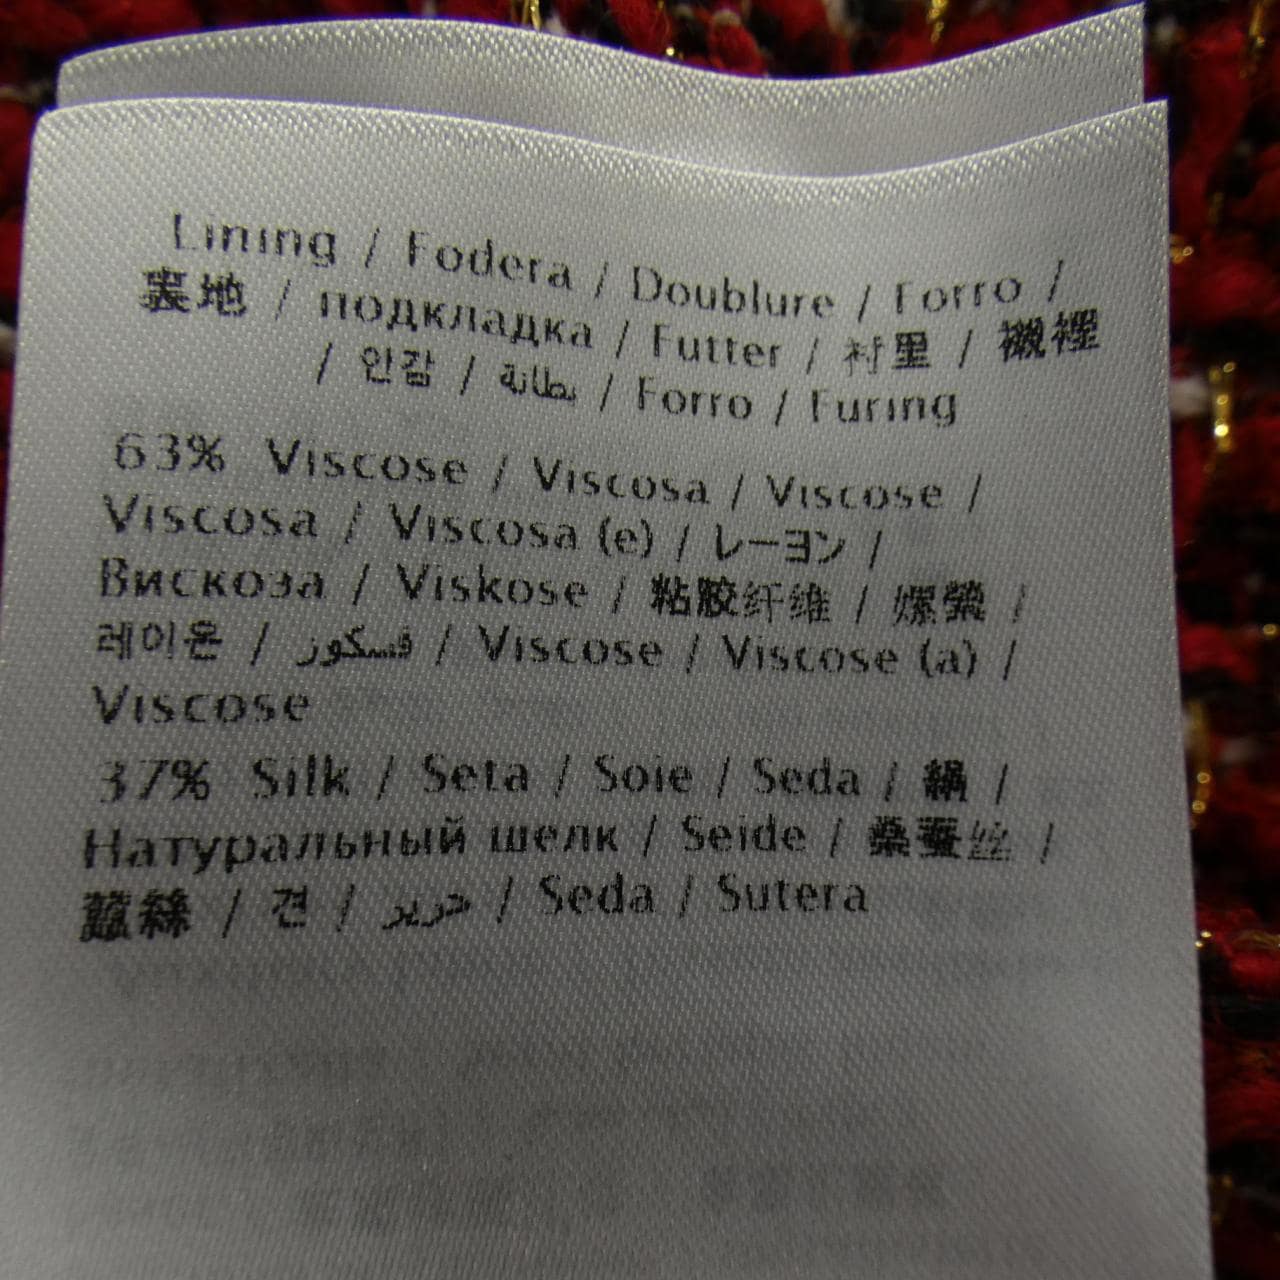 Lining / Fodera / Doublure / Forro /
裏地 / подкладка / Futter / 衬里 / 襯裡
/ 안감 / بطانة / Forro / Furing
63% Viscose / Viscosa / Viscose /
Viscosa / Viscosa (e) / レーヨン /
Вискоза / Viskose / 粘胶纤维 / 嫘縈 /
레이온 / فسكوز / Viscose / Viscose (a) /
Viscose
37% Silk / Seta / Soie / Seda / 絹 /
Натуральный шелк / Seide / 桑蚕丝 /
蠶絲 / 견 / حرير / Seda / Sutera